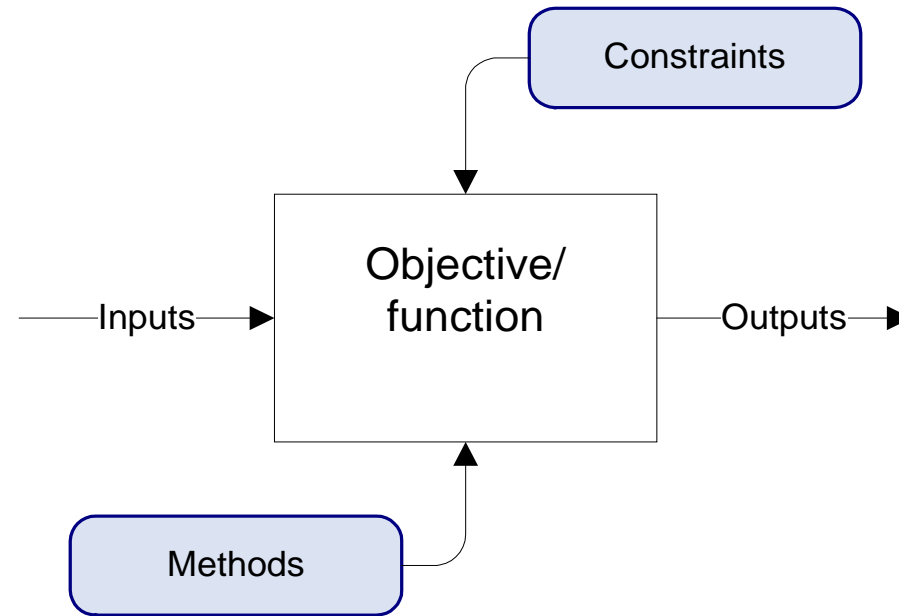 Constraints
Objective/
function
Inputs
Outputs
Methods